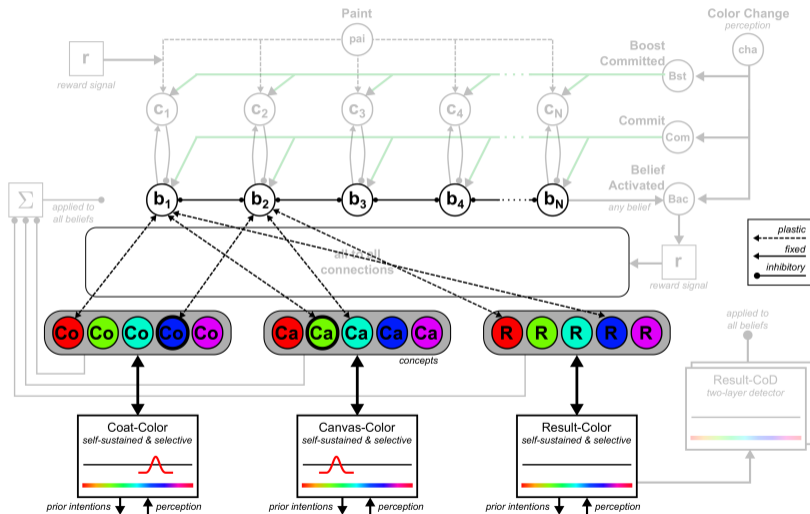 Paint
Color Change
perception
pai
cha
r
reward signal
Boost
Committed
Bst
c1
c2
c3
c4
cN
Commit
Com
Belief
Activated
any belief
Bac
Σ
applied to
all beliefs
b1
b2
b3
b4
bN
all to all
connections
r
reward signal
plastic
fixed
inhibitory
Co Co Co Co Co
Ca Ca Ca Ca Ca
R R R R R
concepts
applied to
all beliefs
Result-CoD
two-layer detector
Coat-Color
self-sustained & selective
Canvas-Color
self-sustained & selective
Result-Color
self-sustained & selective
prior intentions
perception
prior intentions
perception
prior intentions
perception